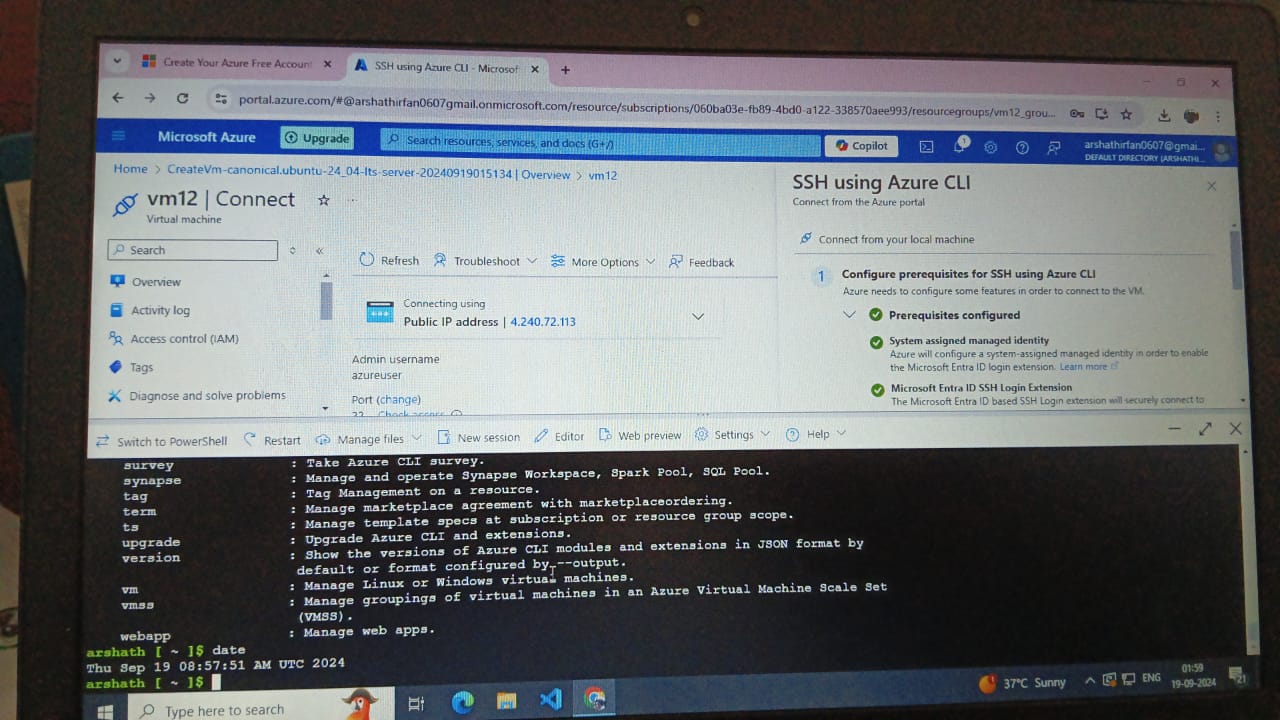 Create Your Azure Free Account
SSH using Azure CLI - Microsof
portal.azure.com/#@arshathirfan0607gmail.onmicrosoft.com/resource/subscriptions/060ba03e-fb89-4bd0-a122-338570aee993/resourcegroups/vm12_grou...
Microsoft Azure
Upgrade
Search resources, services, and docs (G+/)
Copilot
1
arshathirfan0607@gmai...
DEFAULT DIRECTORY (ARSHATHI...
Home > CreateVm-canonical.ubuntu-24_04-lts-server-20240919015134 | Overview > vm12
vm12 | Connect
Virtual machine
Search
Overview
Activity log
Access control (IAM)
Tags
Diagnose and solve problems
Refresh
Troubleshoot
More Options
Feedback
Connecting using
Public IP address | 4.240.72.113
Admin username
azureuser
Port (change)
22 Check access
SSH using Azure CLI
Connect from the Azure portal
Connect from your local machine
1 Configure prerequisites for SSH using Azure CLI
Azure needs to configure some features in order to connect to the VM.
Prerequisites configured
System assigned managed identity
Azure will configure a system-assigned managed identity in order to enable
the Microsoft Entra ID login extension. Learn more
Microsoft Entra ID SSH Login Extension
The Microsoft Entra ID based SSH Login extension will securely connect to
Switch to PowerShell
Restart
Manage files
New session
Editor
Web preview
Settings
Help
survey : Take Azure CLI survey.
synapse : Manage and operate Synapse Workspace, Spark Pool, SQL Pool.
tag : Tag Management on a resource.
term : Manage marketplace agreement with marketplaceordering.
ts : Manage template specs at subscription or resource group scope.
upgrade : Upgrade Azure CLI and extensions.
version : Show the versions of Azure CLI modules and extensions in JSON format by
default or format configured by --output.
vm : Manage Linux or Windows virtual machines.
vmss : Manage groupings of virtual machines in an Azure Virtual Machine Scale Set
(VMSS).
webapp : Manage web apps.
arshath [ ~ ]$ date
Thu Sep 19 08:57:51 AM UTC 2024
arshath [ ~ ]$
Type here to search
37°C Sunny
ENG
01:59
19-09-2024
21